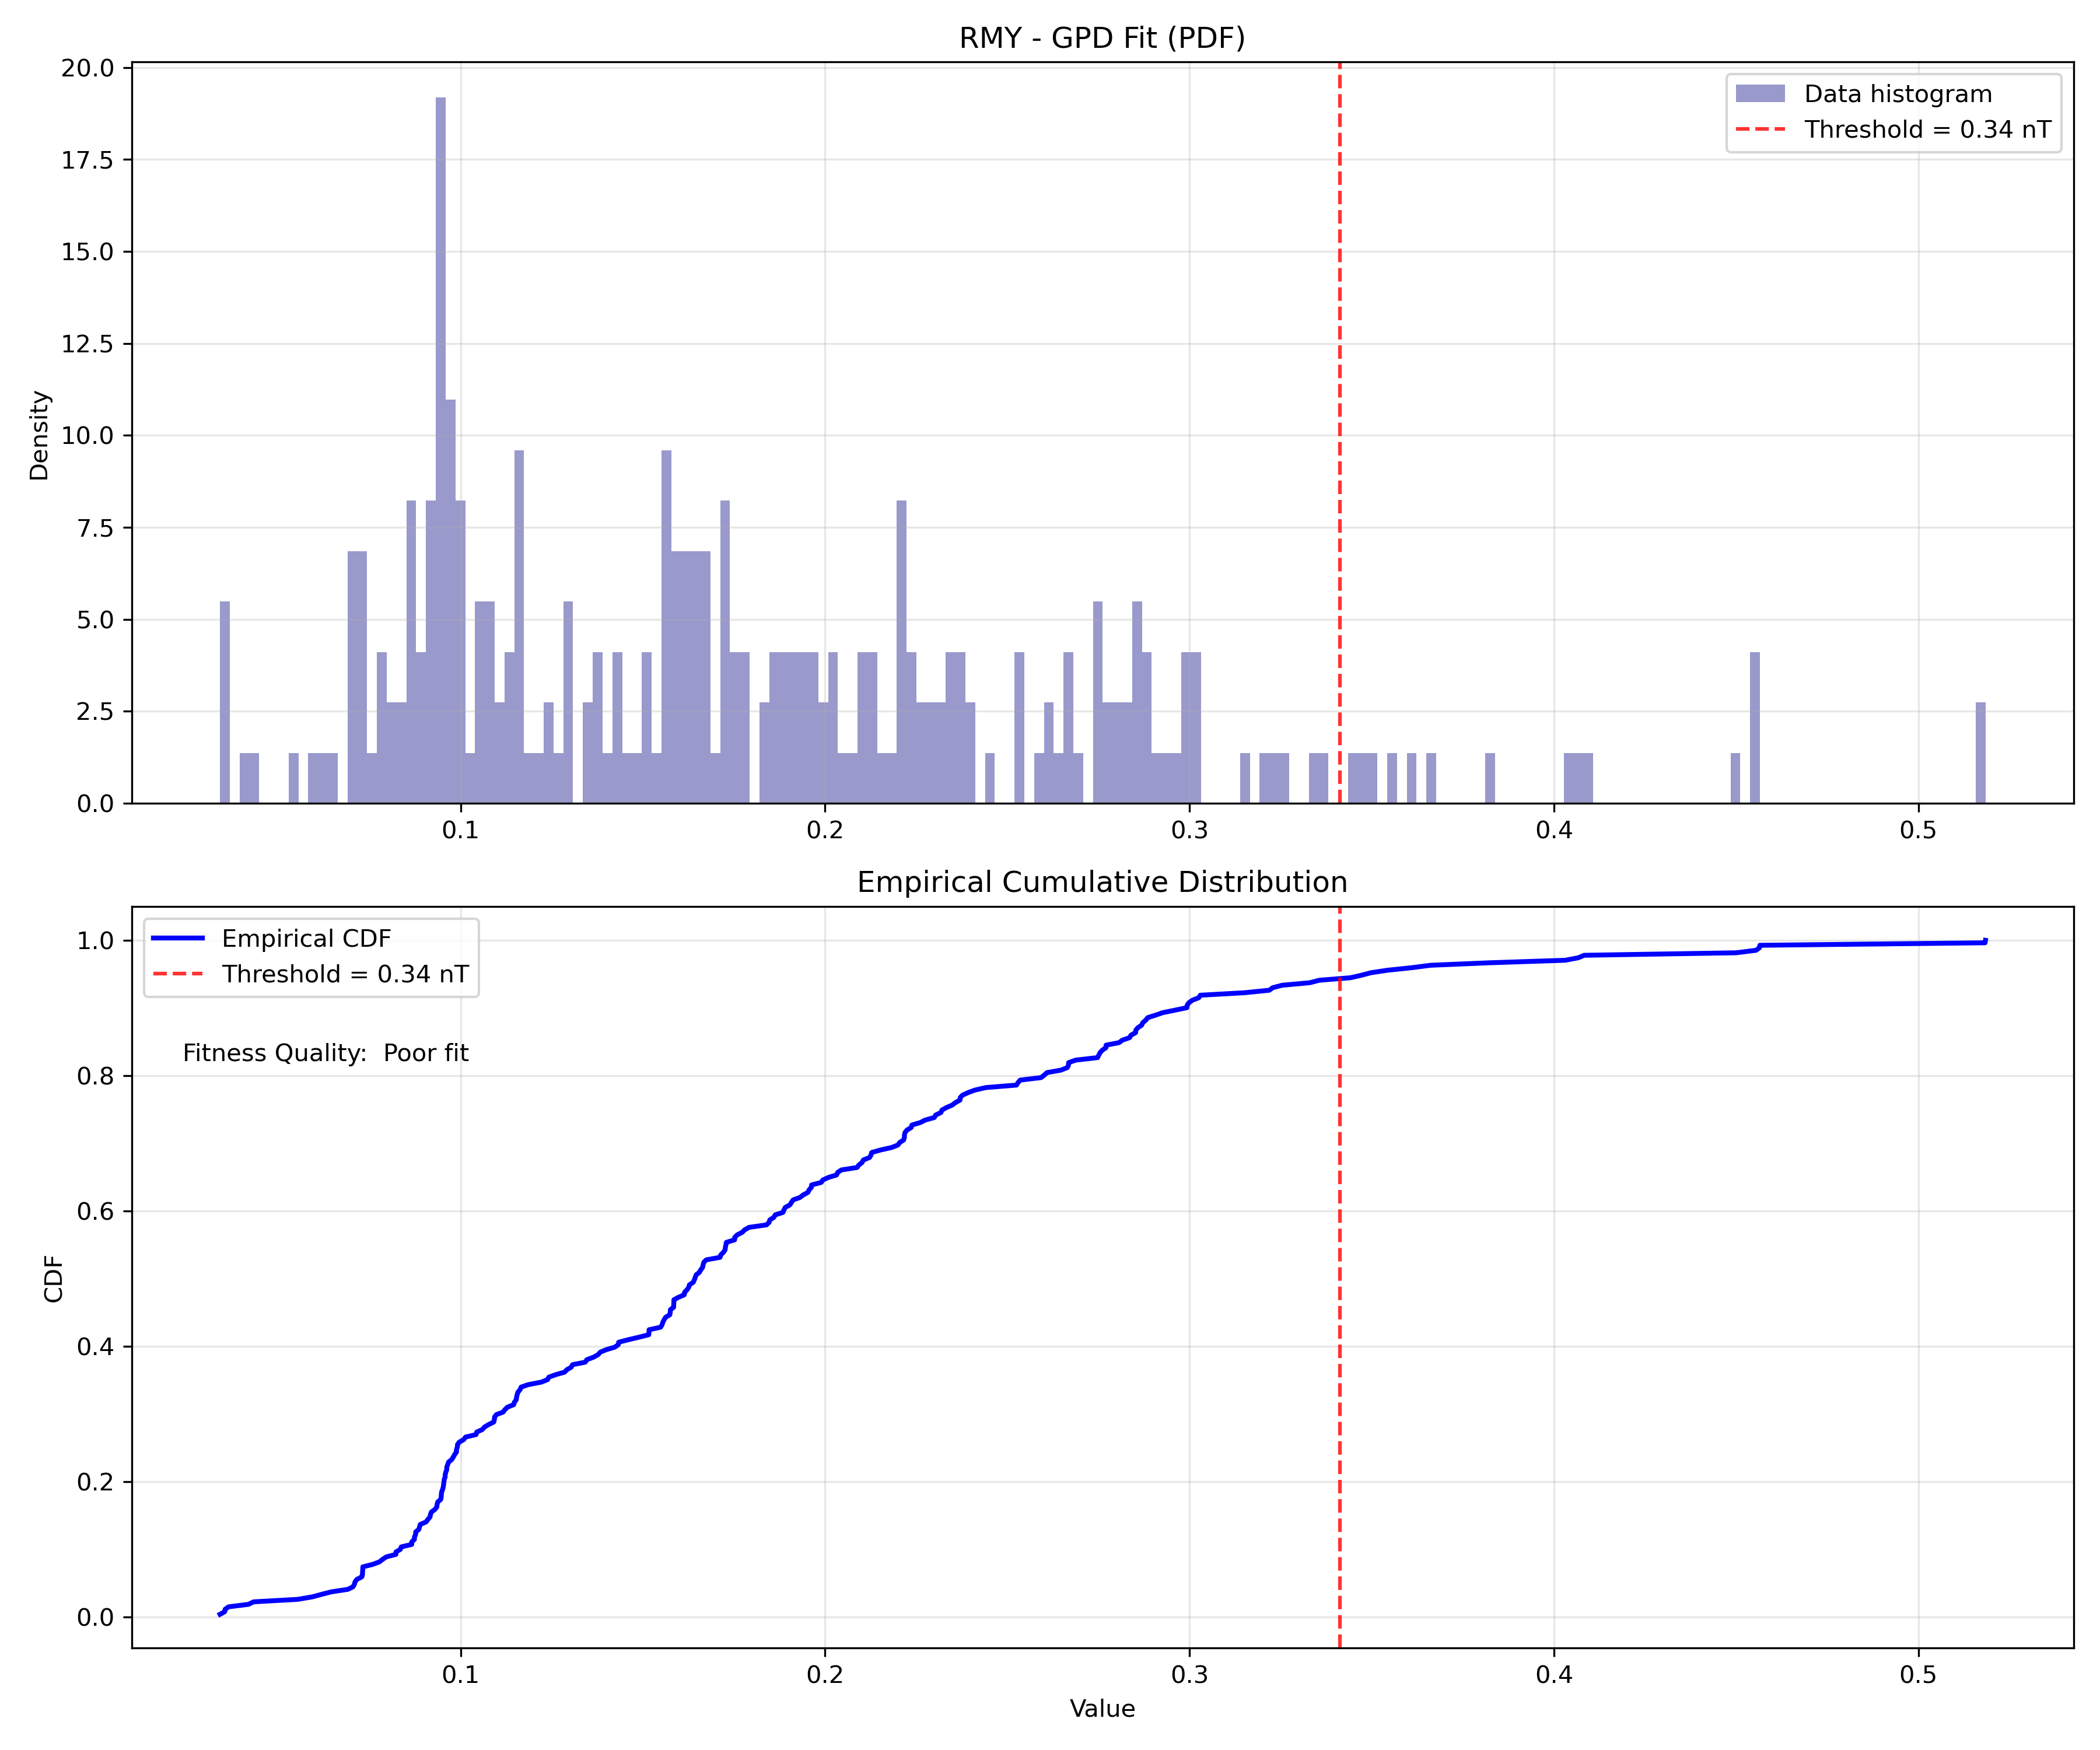 RMY - GPD Fit (PDF)
20.0
17.5
15.0
12.5
10.0
7.5
5.0
2.5
0.0
Density
Data histogram
Threshold = 0.34 nT
0.1 0.2 0.3 0.4 0.5
Empirical Cumulative Distribution
1.0
0.8
0.6
0.4
0.2
0.0
CDF
Empirical CDF
Threshold = 0.34 nT
Fitness Quality:  Poor fit
0.1 0.2 0.3 0.4 0.5
Value